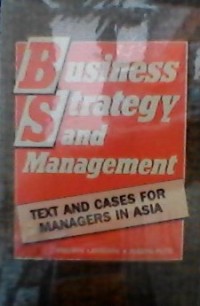 Business
Strategy
and
Management
TEXT AND CASES FOR
MANAGERS IN ASIA